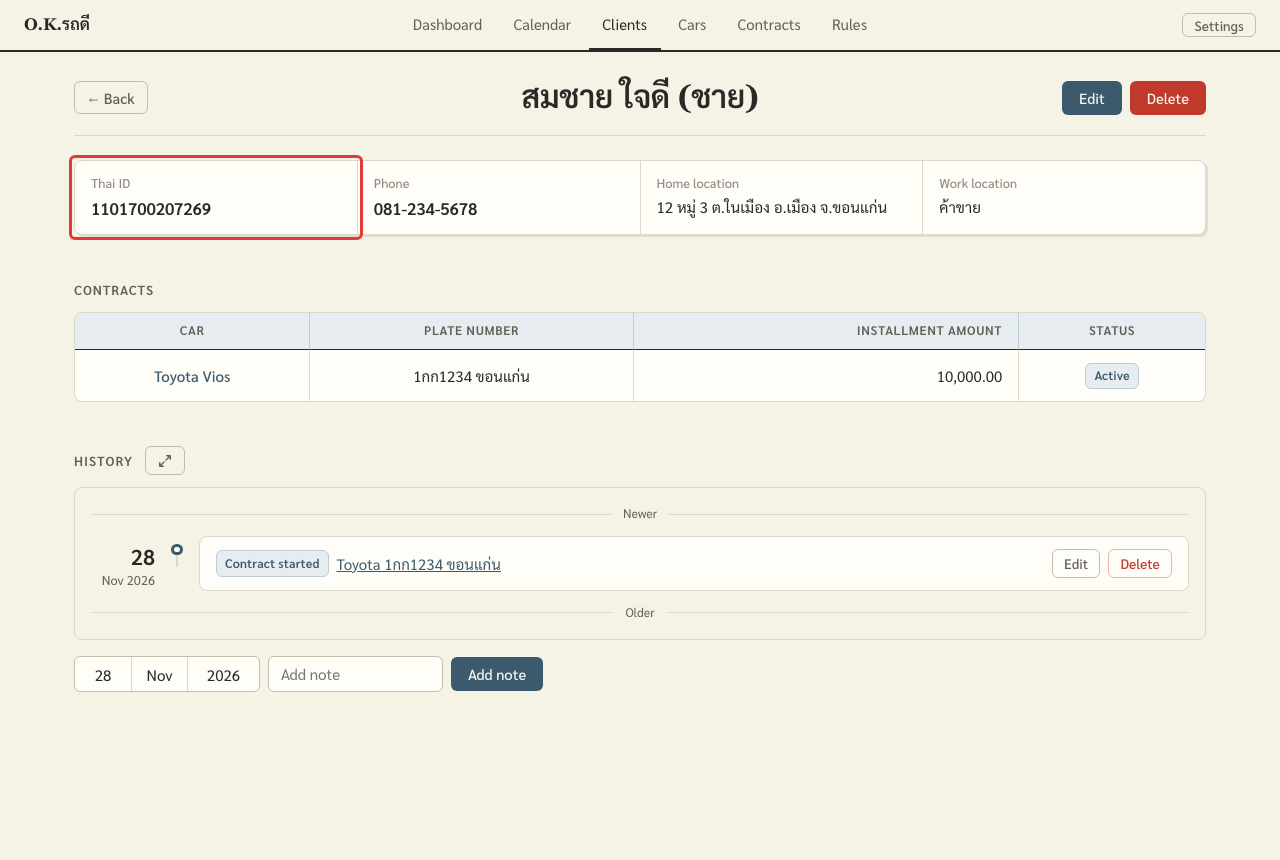 O.K.รถดี
Dashboard Calendar Clients Cars Contracts Rules
Settings
← Back
สมชาย ใจดี (ชาย)
Edit Delete
Thai ID
1101700207269
Phone
081-234-5678
Home location
12 หมู่ 3 ต.ในเมือง อ.เมือง จ.ขอนแก่น
Work location
ค้าขาย
CONTRACTS
CAR PLATE NUMBER INSTALLMENT AMOUNT STATUS
Toyota Vios 1กก1234 ขอนแก่น 10,000.00 Active
HISTORY
Newer
28
Nov 2026
Contract started Toyota 1กก1234 ขอนแก่น Edit Delete
Older
28 Nov 2026 Add note Add note